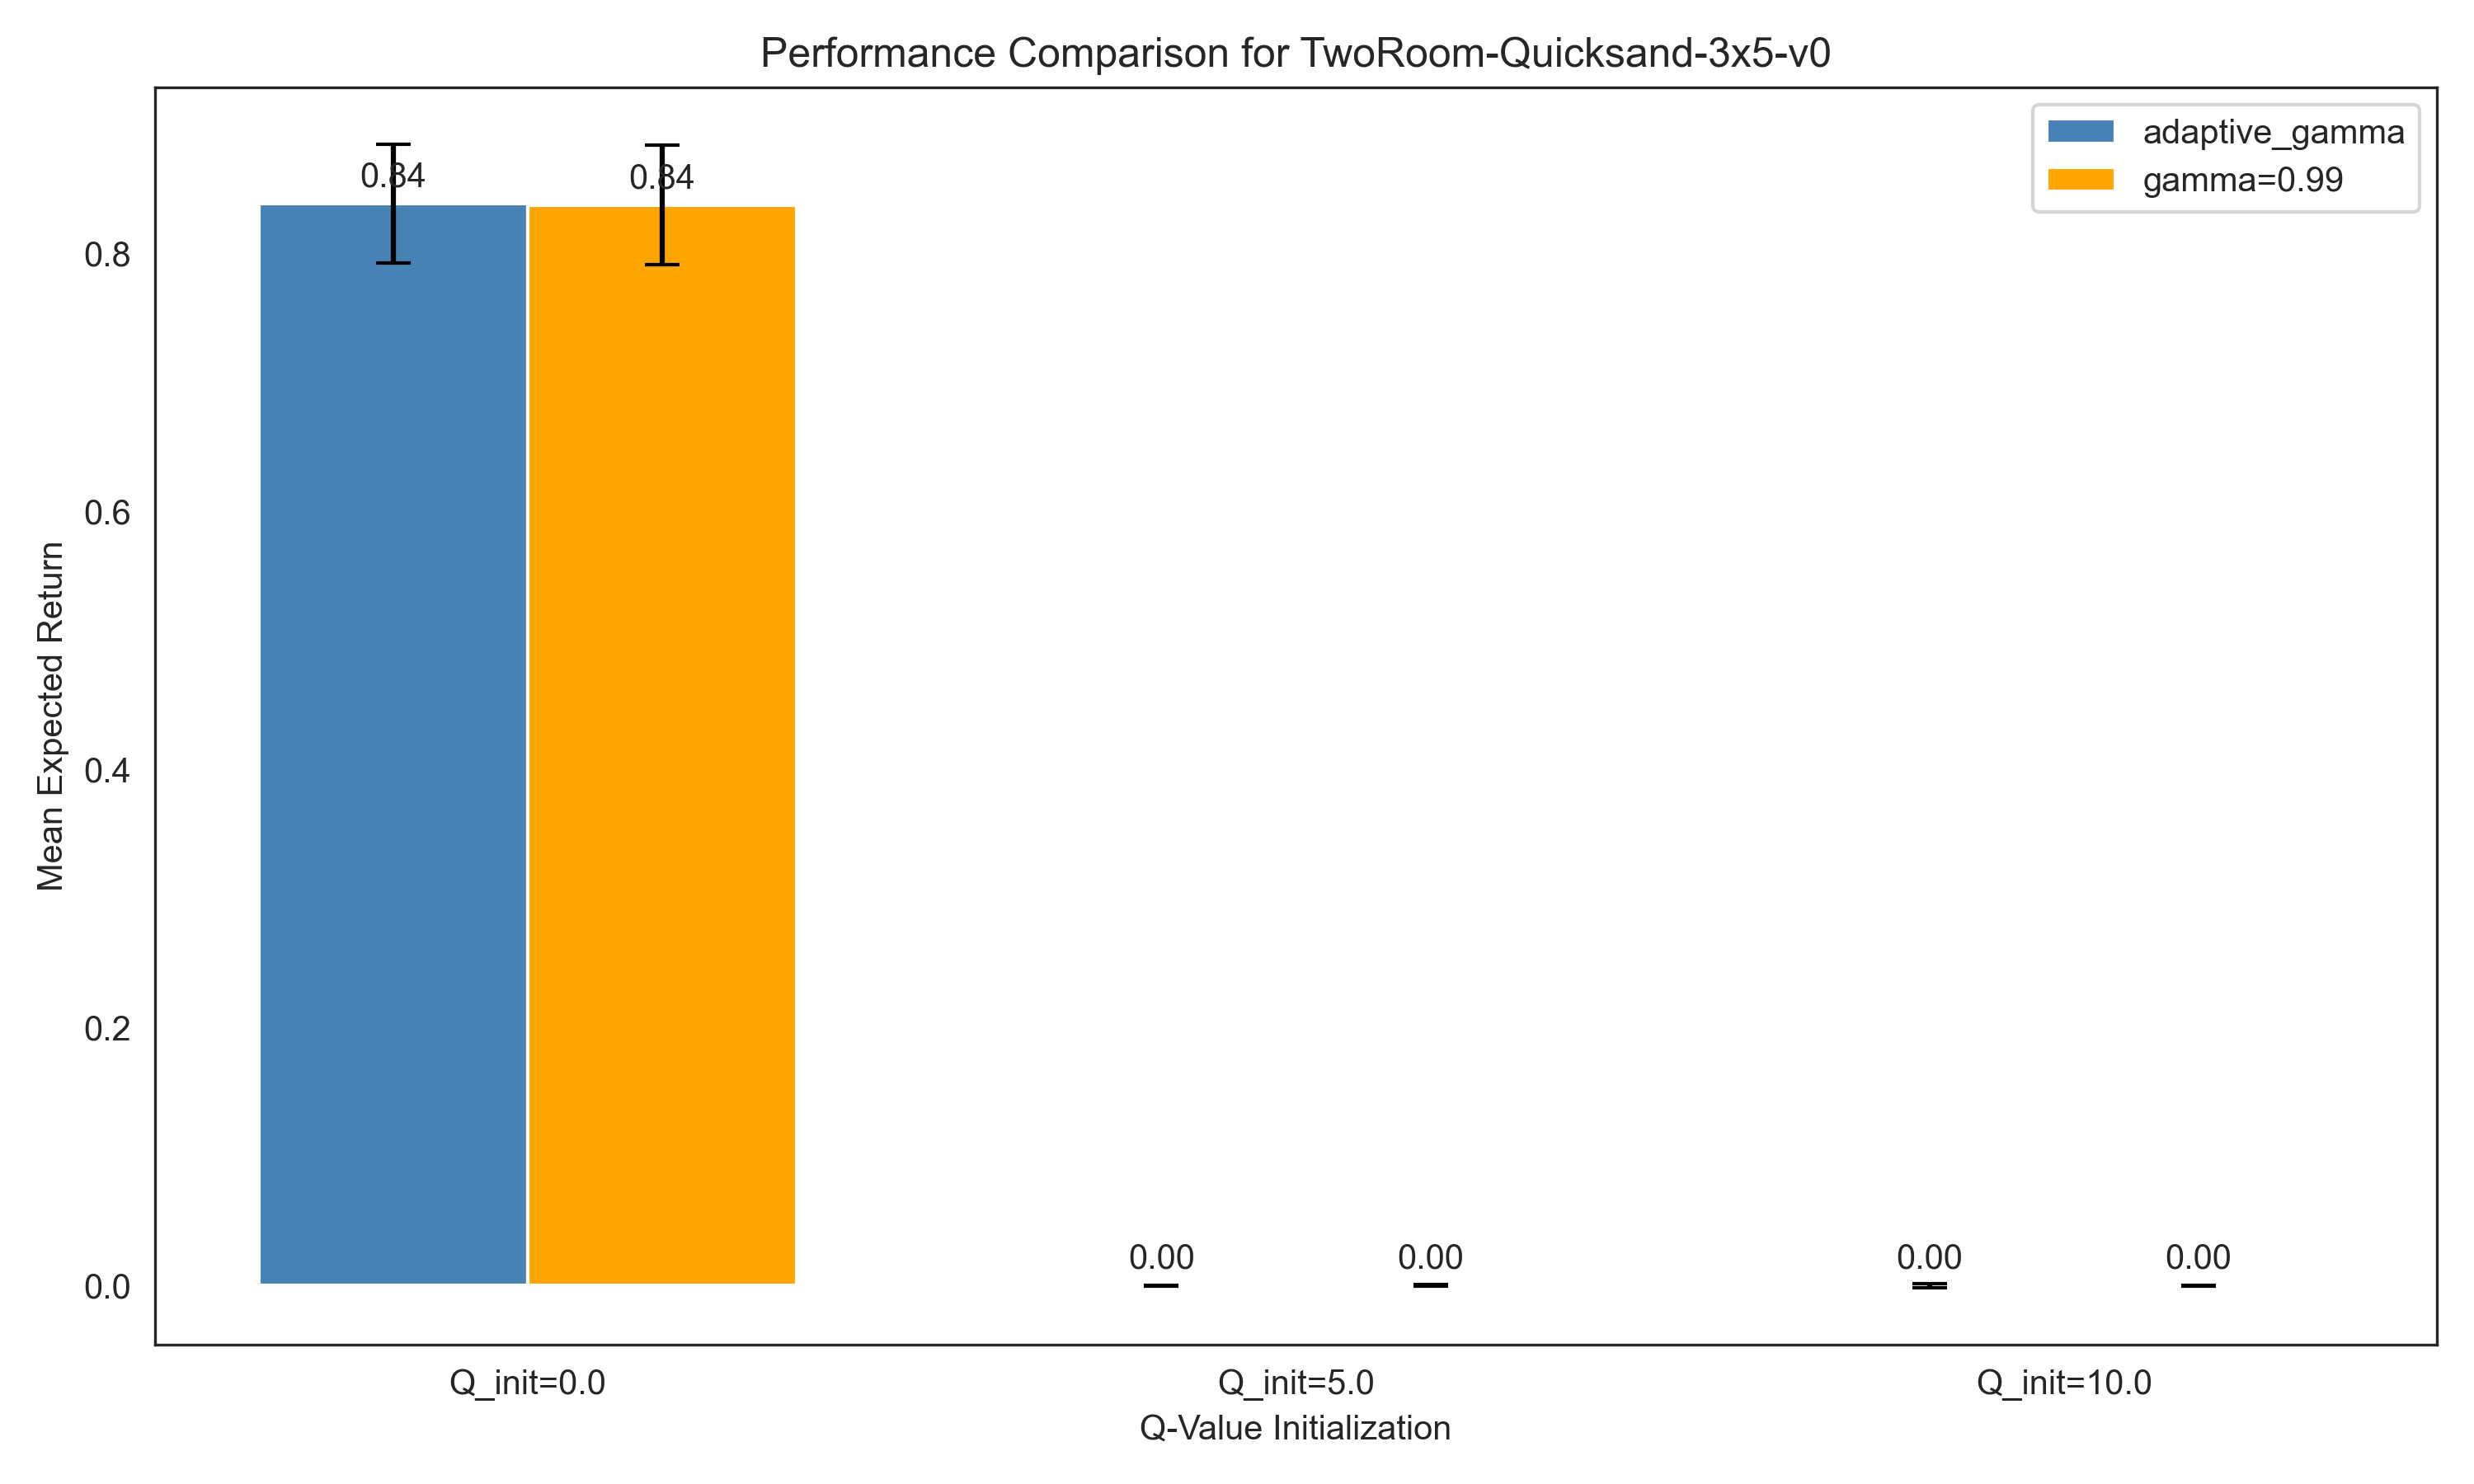 Performance Comparison for TwoRoom-Quicksand-3x5-v0
adaptive_gamma
gamma=0.99
0.84
0.84
0.00
0.00
0.00
0.00
0.8
0.6
0.4
0.2
0.0
Mean Expected Return
Q_init=0.0
Q_init=5.0
Q_init=10.0
Q-Value Initialization